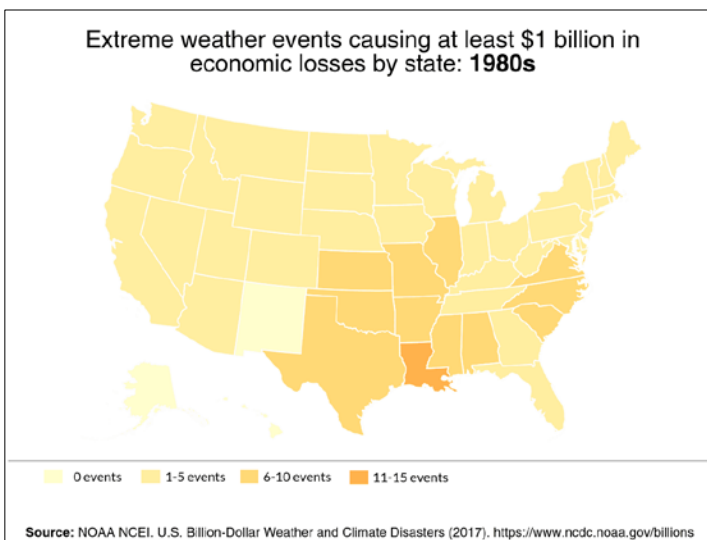 Extreme weather events causing at least $1 billion in
economic losses by state: 1980s
0 events
1-5 events
6-10 events
11-15 events
Source: NOAA NCEI. U.S. Billion-Dollar Weather and Climate Disasters (2017). https://www.ncdc.noaa.gov/billions